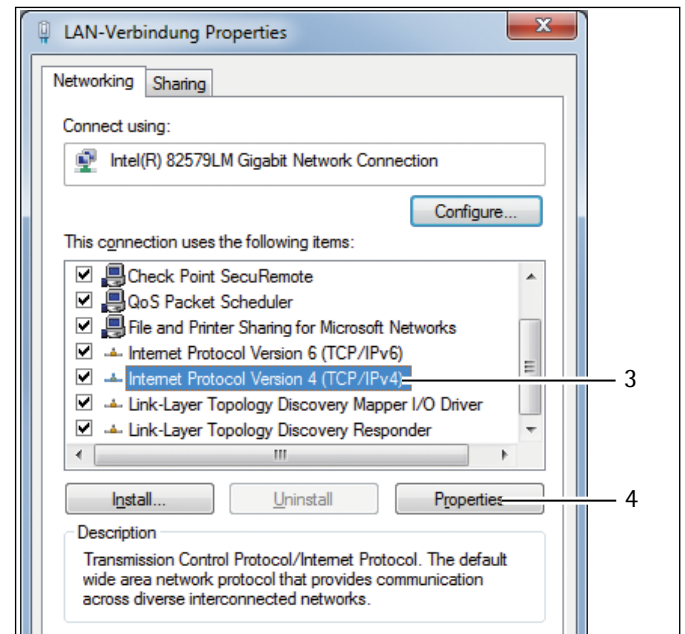 LAN-Verbindung Properties
Networking Sharing
Connect using:
Intel(R) 82579LM Gigabit Network Connection
Configure...
This connection uses the following items:
Check Point SecuRemote
QoS Packet Scheduler
File and Printer Sharing for Microsoft Networks
Internet Protocol Version 6 (TCP/IPv6)
Internet Protocol Version 4 (TCP/IPv4) 3
Link-Layer Topology Discovery Mapper I/O Driver
Link-Layer Topology Discovery Responder
Install... Uninstall Properties 4
Description
Transmission Control Protocol/Internet Protocol. The default
wide area network protocol that provides communication
across diverse interconnected networks.